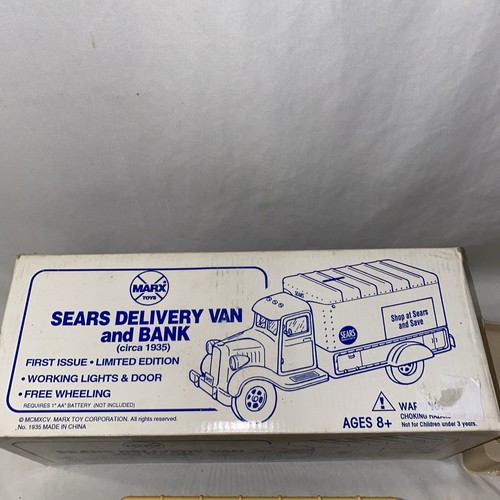 MARX
TOYS
SEARS DELIVERY VAN
and BANK
(circa 1935)
FIRST ISSUE • LIMITED EDITION
• WORKING LIGHTS & DOOR
• FREE WHEELING
REQUIRES 1 "AA" BATTERY (NOT INCLUDED)
© MCMXCV. MARX TOY CORPORATION. All rights reserved.
No. 1935 MADE IN CHINA
SEARS
Shop at Sears
and Save
AGES 8+
CHOKING
Not for Children under 3 years.